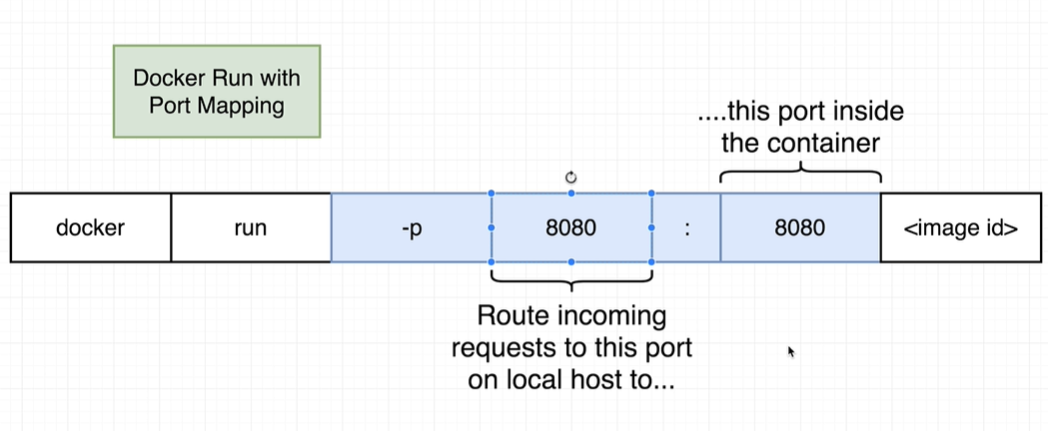 Docker Run with
Port Mapping
....this port inside
the container
docker run -p 8080 : 8080 <image id>
Route incoming
requests to this port
on local host to...